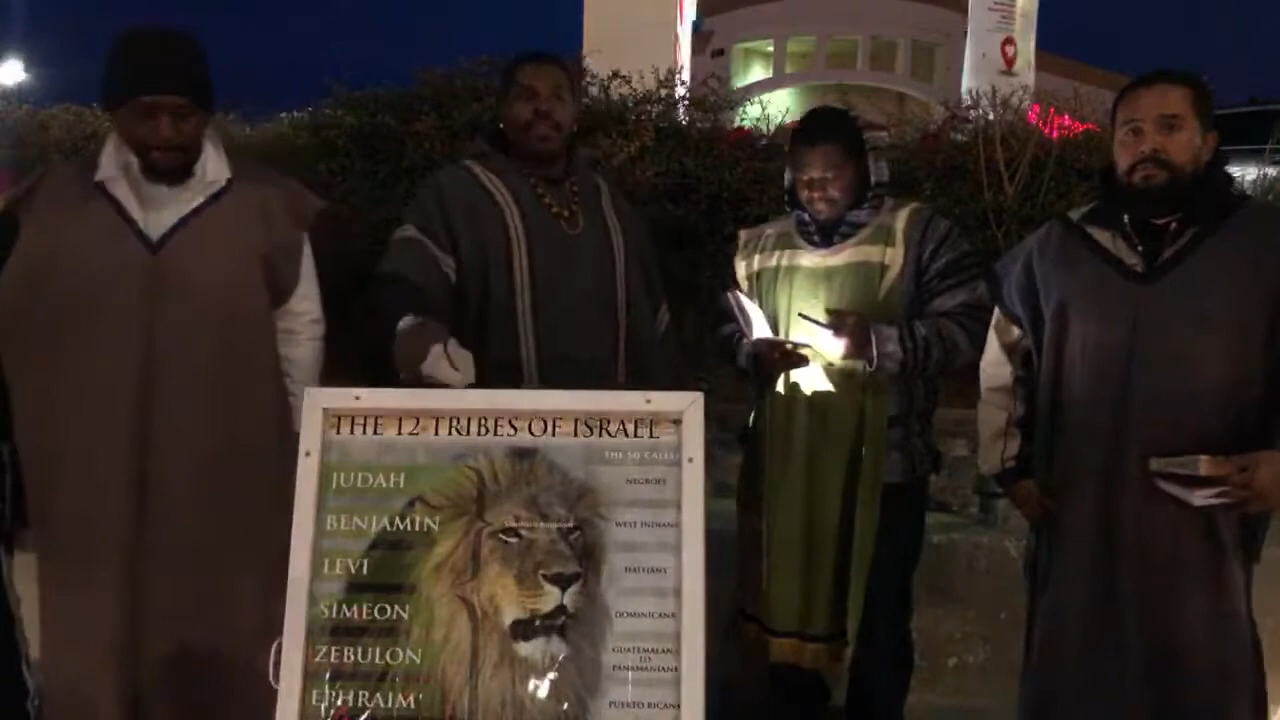 THE 12 TRIBES OF ISRAEL
THE SO CALLED
JUDAH
NEGROES
BENJAMIN
WEST INDIANS
LEVI
HAITIANS
SIMEON
DOMINICANS
ZEBULON
GUATEMALAN
TO
PANAMANIANS
EPHRAIM
PUERTO RICANS